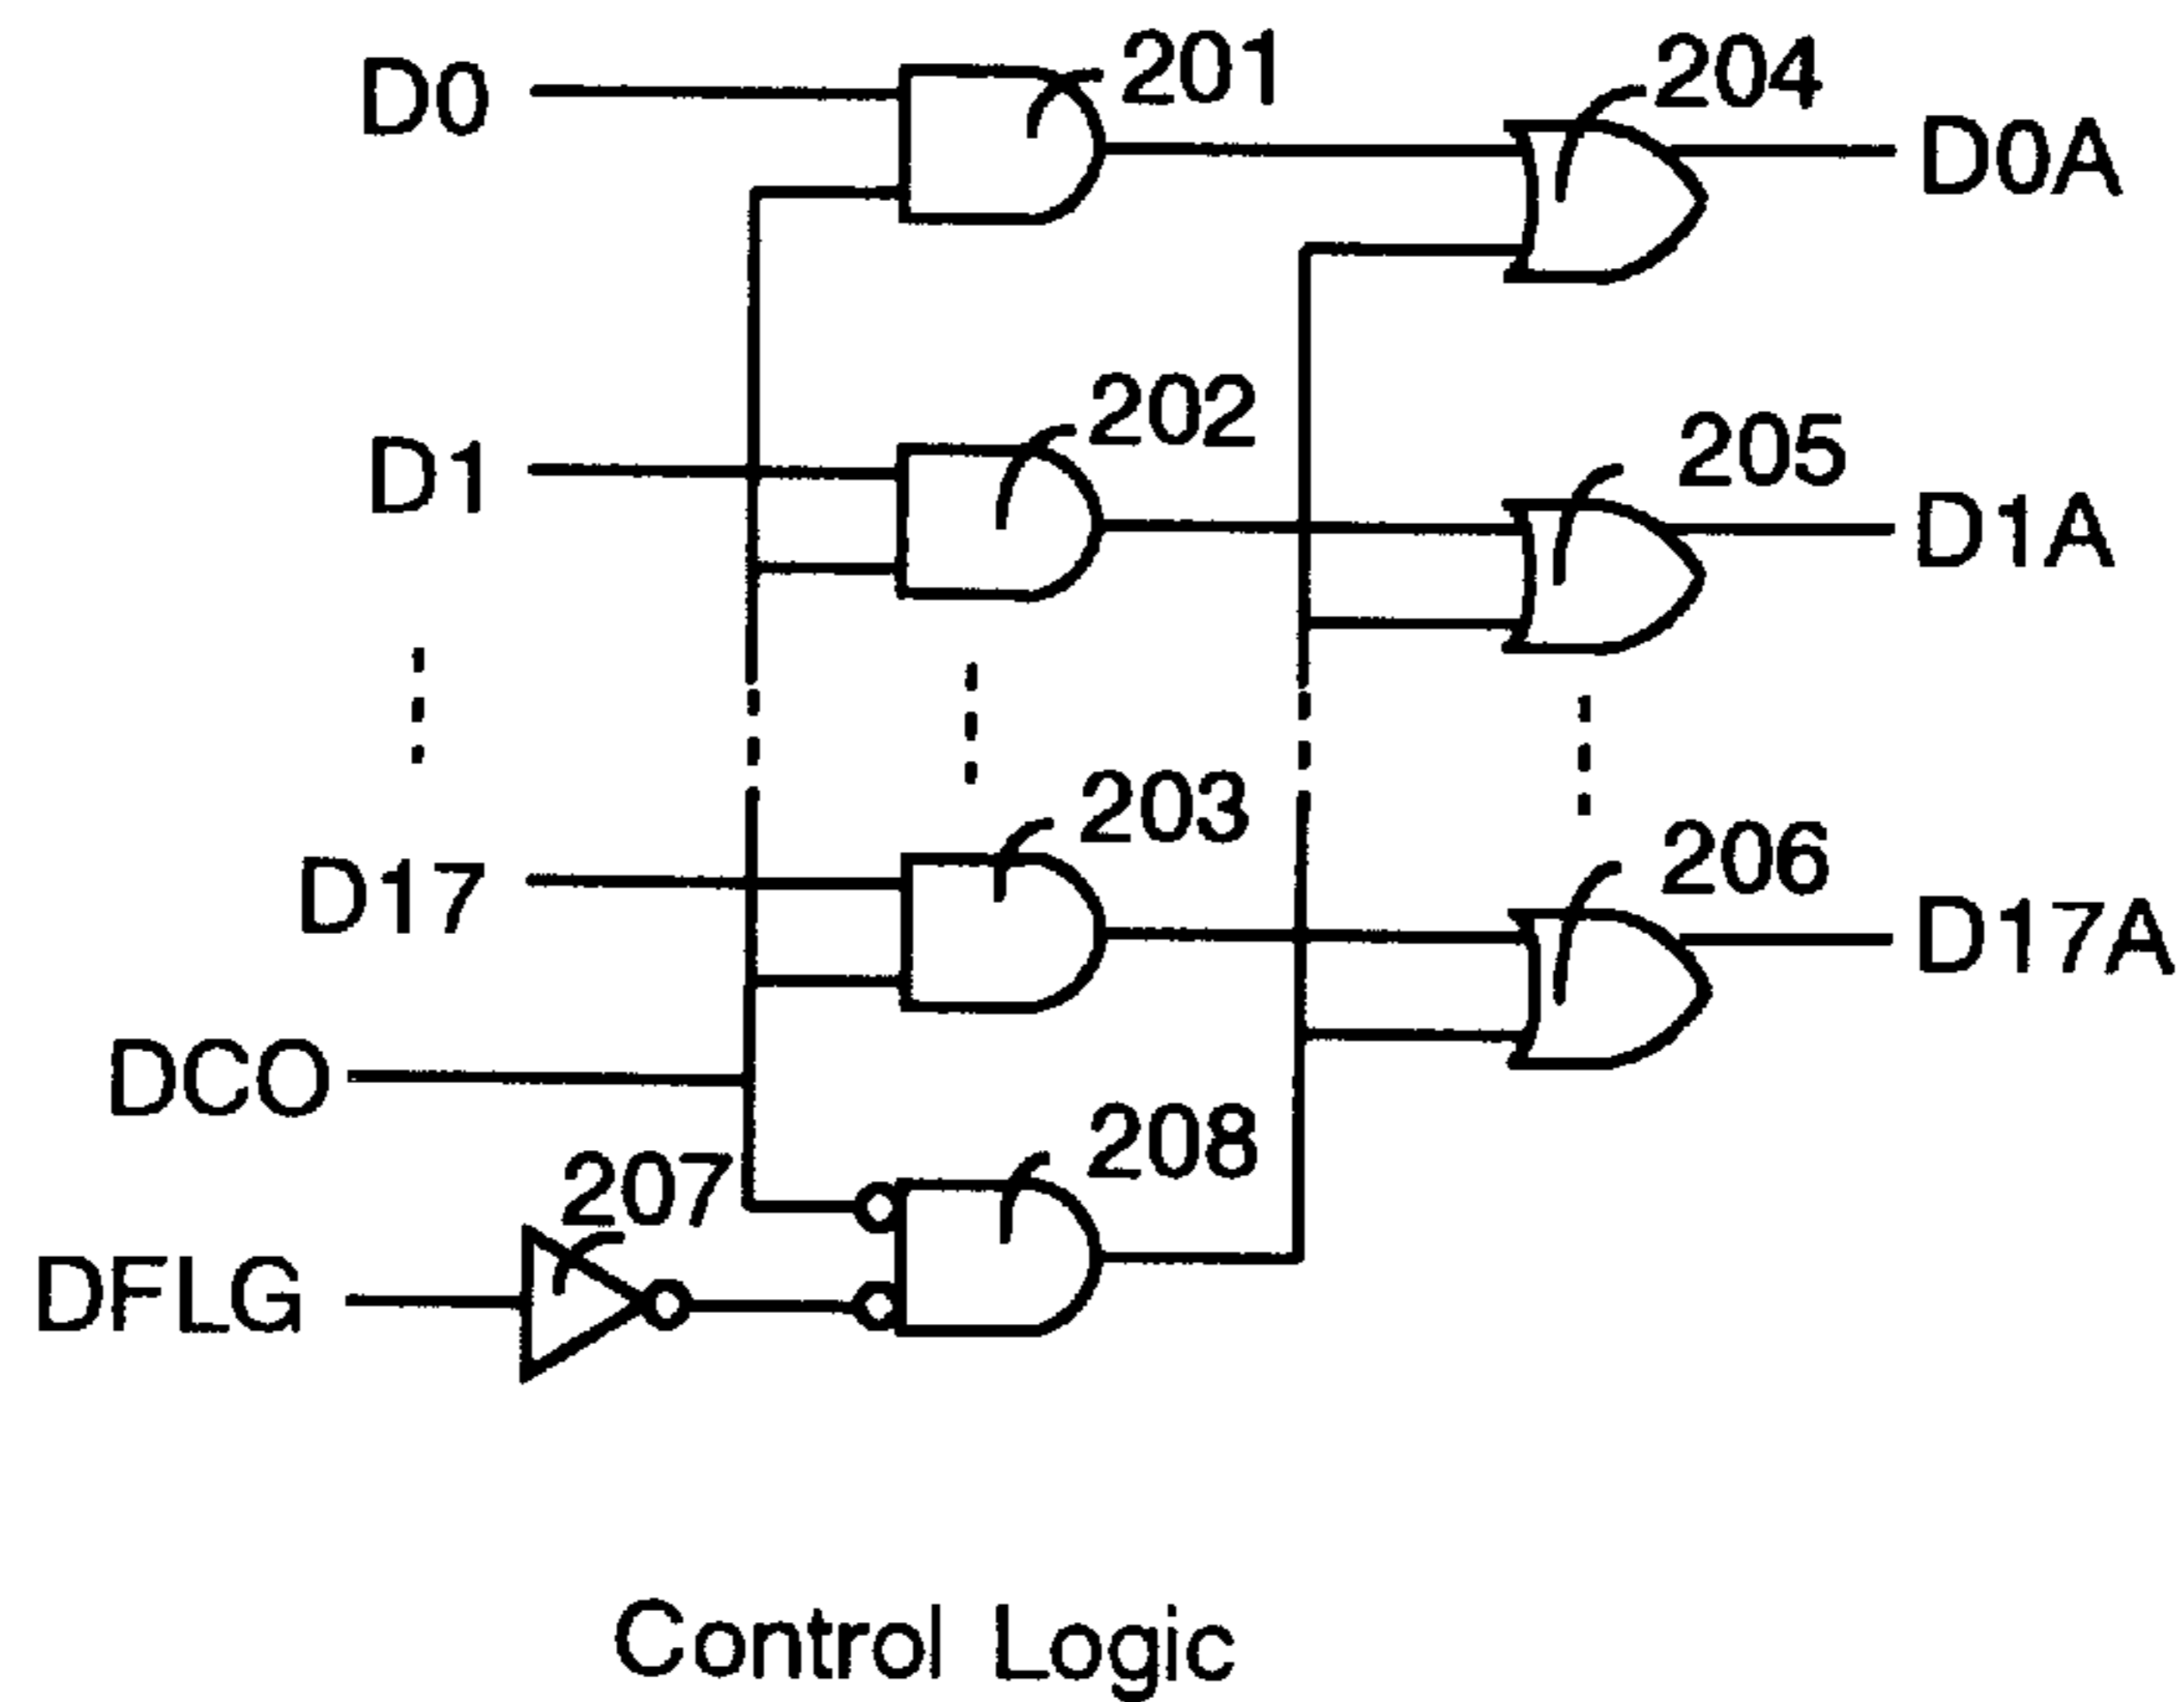 D0
201
204
D0A
D1
202
205
D1A
D17
203
206
D17A
DCO
207
208
DFLG
Control Logic